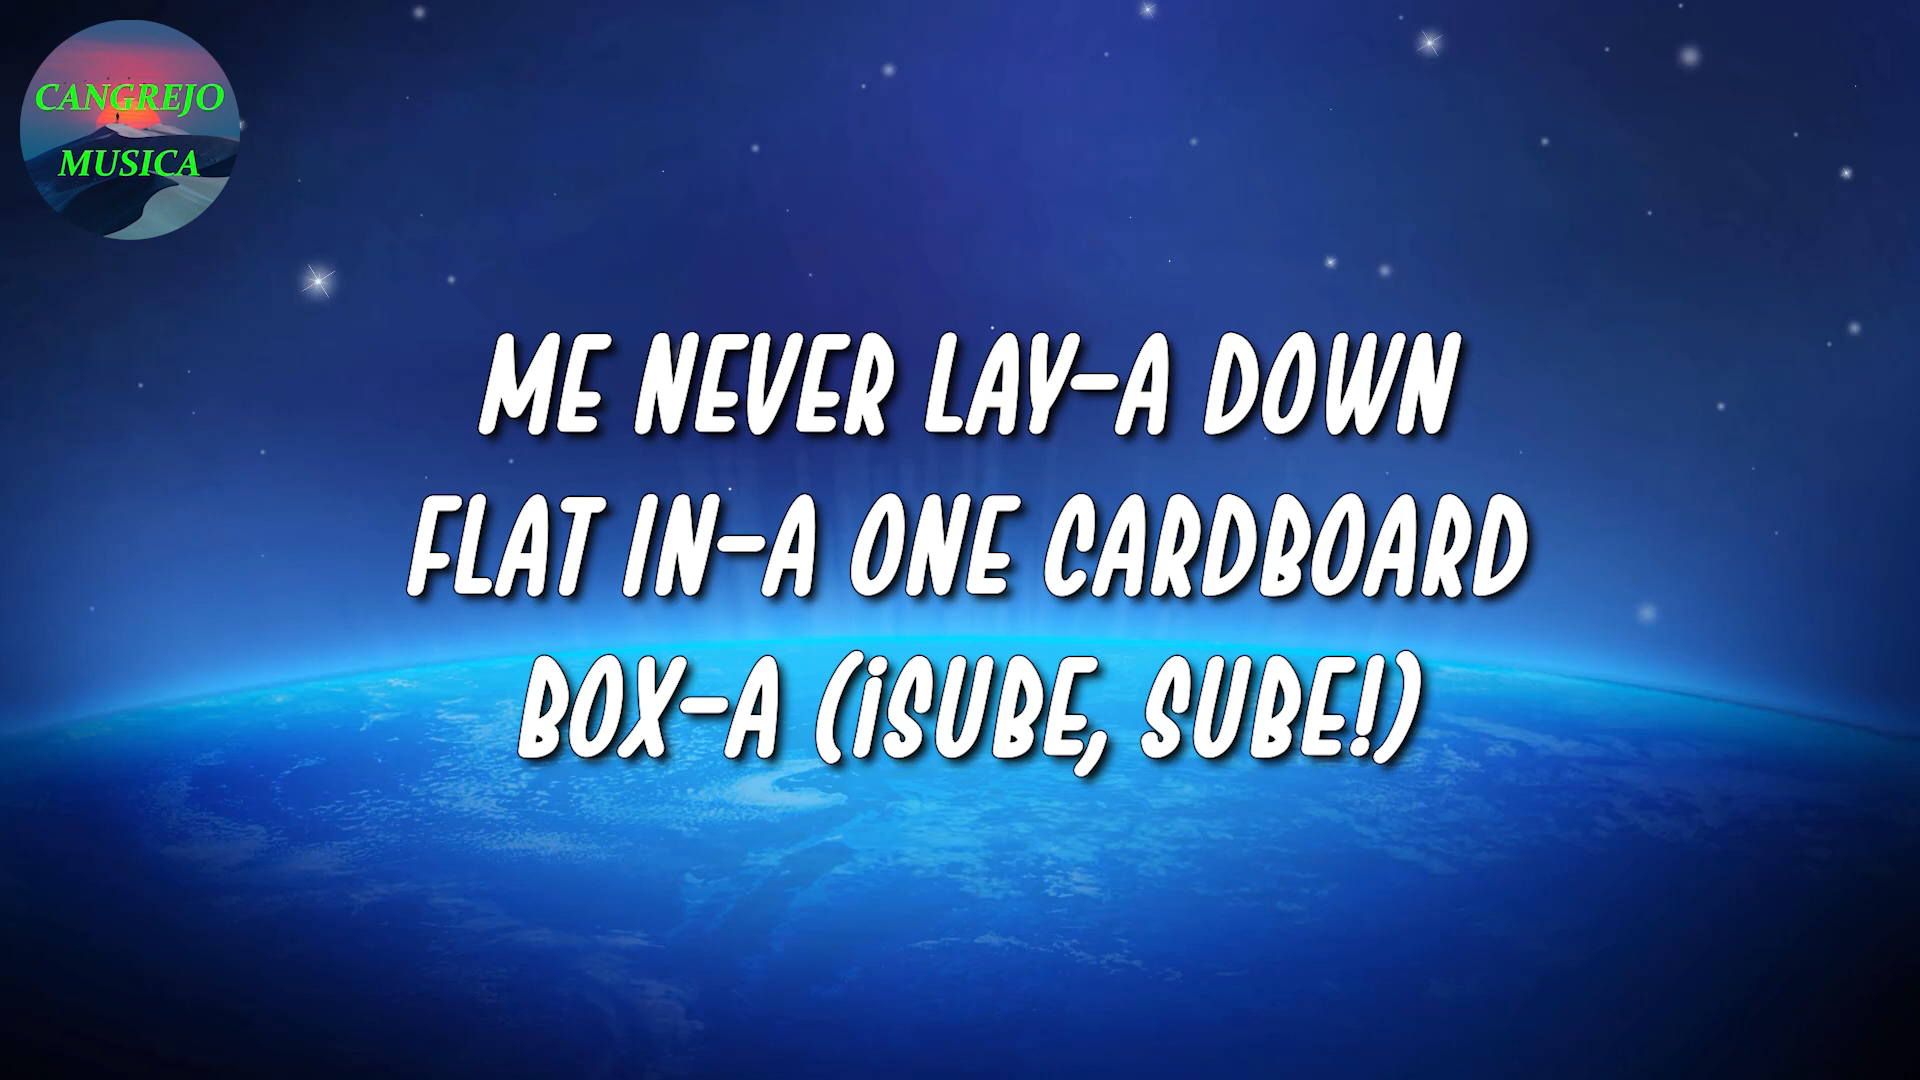 CANGREJO
MUSICA
ME NEVER LAY-A DOWN
FLAT IN-A ONE CARDBOARD
BOX-A (¡SUBE, SUBE!)